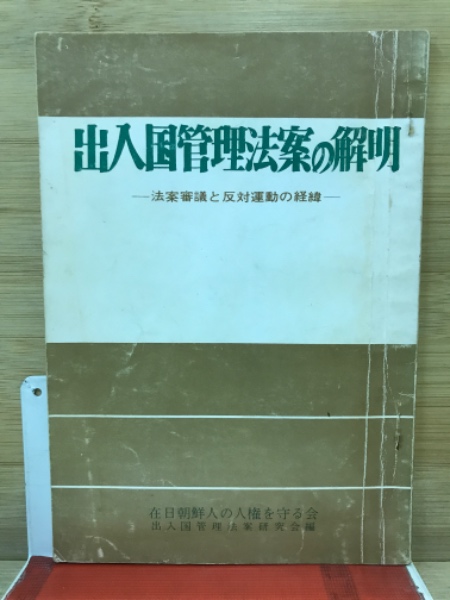 出入国管理法案の解明
―法案審議と反対運動の経緯―
在日朝鮮人の人権を守る会
出入国管理法案研究会編